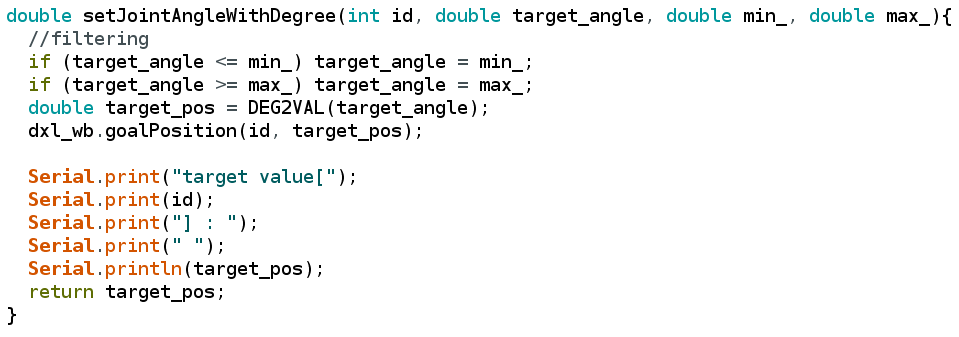 double setJointAngleWithDegree(int id, double target_angle, double min_, double max_){
  //filtering
  if (target_angle <= min_) target_angle = min_;
  if (target_angle >= max_) target_angle = max_;
  double target_pos = DEG2VAL(target_angle);
  dxl_wb.goalPosition(id, target_pos);

  Serial.print("target value[");
  Serial.print(id);
  Serial.print("] : ");
  Serial.print(" ");
  Serial.println(target_pos);
  return target_pos;
}